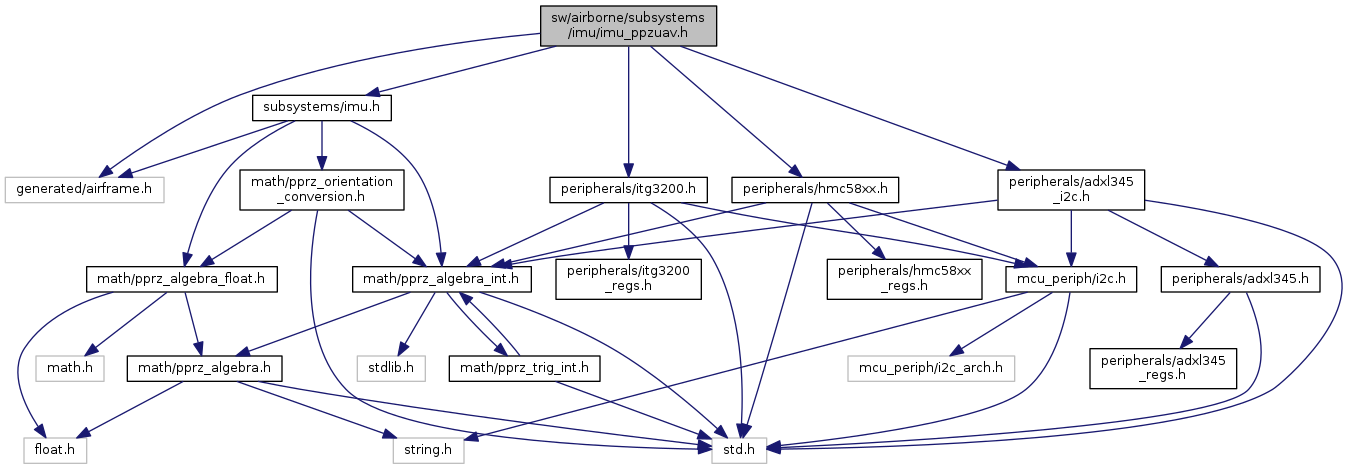 sw/airborne/subsystems
/imu/imu_ppzuav.h
subsystems/imu.h
generated/airframe.h
math/pprz_orientation
_conversion.h
peripherals/itg3200.h
peripherals/hmc58xx.h
peripherals/adxl345
_i2c.h
math/pprz_algebra_float.h
math/pprz_algebra_int.h
peripherals/itg3200
_regs.h
peripherals/hmc58xx
_regs.h
mcu_periph/i2c.h
peripherals/adxl345.h
math.h
math/pprz_algebra.h
stdlib.h
math/pprz_trig_int.h
mcu_periph/i2c_arch.h
peripherals/adxl345
_regs.h
float.h
string.h
std.h